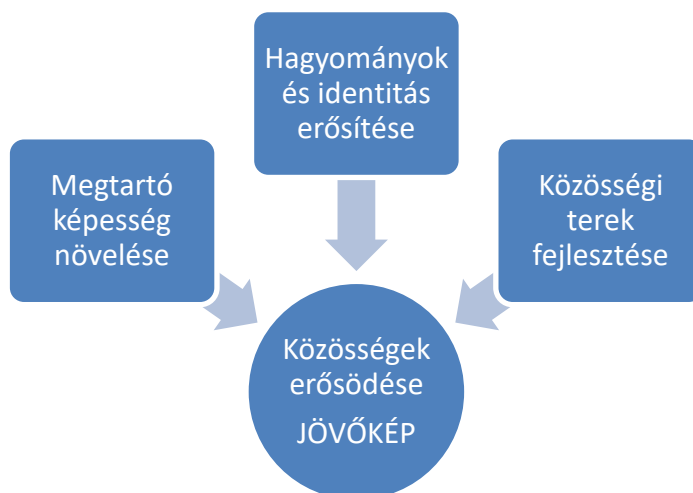 Hagyományok
és identitás
erősítése
Megtartó
képesség
növelése
Közösségi
terek
fejlesztése
Közösségek
erősödése
JÖVŐKÉP